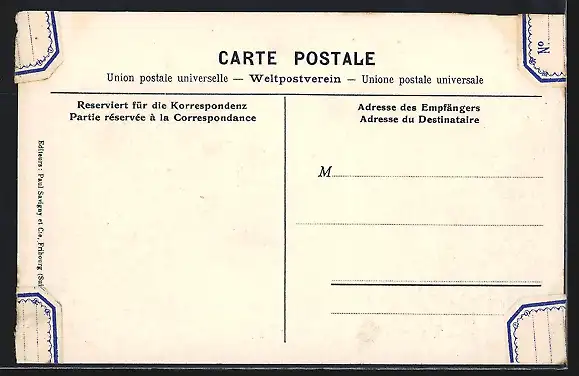 CARTE POSTALE
Union postale universelle — Weltpostverein — Unione postale universale
Reserviert für die Korrespondenz
Partie réservée à la Correspondance
Adresse des Empfängers
Adresse du Destinataire
M
Editeurs: Paul Savigny et Cie, Fribourg (Sui
No